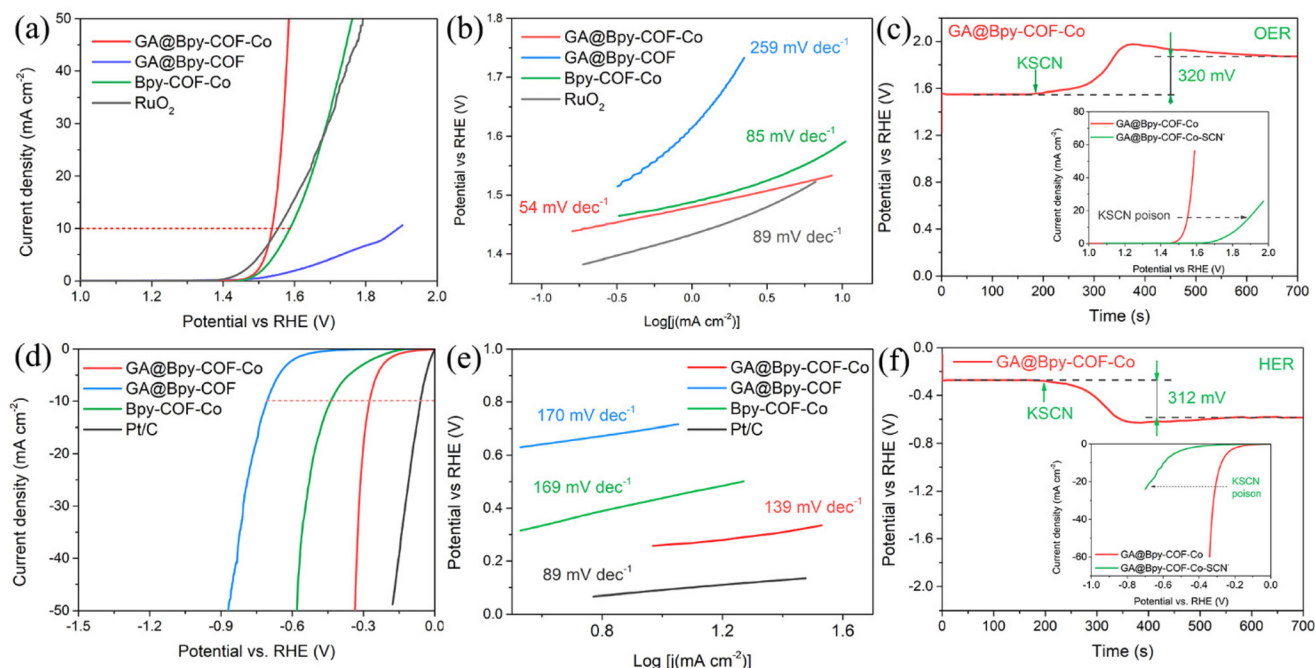 (a)
50
40
30
20
10
0
Current density (mA cm⁻²)
GA@Bpy-COF-Co
GA@Bpy-COF
Bpy-COF-Co
RuO₂
1.0 1.2 1.4 1.6 1.8 2.0
Potential vs RHE (V)
(b)
1.8
1.7
1.6
1.5
1.4
Potential vs RHE (V)
GA@Bpy-COF-Co
GA@Bpy-COF
Bpy-COF-Co
RuO₂
259 mV dec⁻¹
85 mV dec⁻¹
54 mV dec⁻¹
89 mV dec⁻¹
-1.0 -0.5 0.0 0.5 1.0
Log[j(mA cm⁻²)]
(c)
2.4
2.1
1.8
1.5
1.2
0.9
0.6
0.3
0.0
Potential vs RHE (V)
GA@Bpy-COF-Co
OER
KSCN
320 mV
80
60
40
20
0
Current density (mA cm⁻²)
GA@Bpy-COF-Co
GA@Bpy-COF-Co-SCN⁻
KSCN poison
1.0 1.2 1.4 1.6 1.8 2.0
Potential vs RHE (V)
0 100 200 300 400 500 600 700
Time (s)
(d)
0
-10
-20
-30
-40
-50
Current density (mA cm⁻²)
GA@Bpy-COF-Co
GA@Bpy-COF
Bpy-COF-Co
Pt/C
-0.9 -0.6 -0.3 0.0
Potential vs. RHE (V)
(e)
1.0
0.8
0.6
0.4
0.2
0.0
Potential vs RHE (V)
GA@Bpy-COF-Co
GA@Bpy-COF
Bpy-COF-Co
Pt/C
170 mV dec⁻¹
169 mV dec⁻¹
139 mV dec⁻¹
89 mV dec⁻¹
0.8 1.2 1.6
Log [j(mA cm⁻²)]
(f)
0.0
-0.3
-0.6
-0.9
-1.2
-1.5
-1.8
-2.1
Potential vs RHE (V)
GA@Bpy-COF-Co
HER
KSCN
312 mV
0
-20
-40
-60
Current density (mA cm⁻²)
KSCN
poison
GA@Bpy-COF-Co
GA@Bpy-COF-Co-SCN⁻
-1.0 -0.8 -0.6 -0.4 -0.2 0.0
Potential vs. RHE (V)
0 100 200 300 400 500 600 700
Time (s)